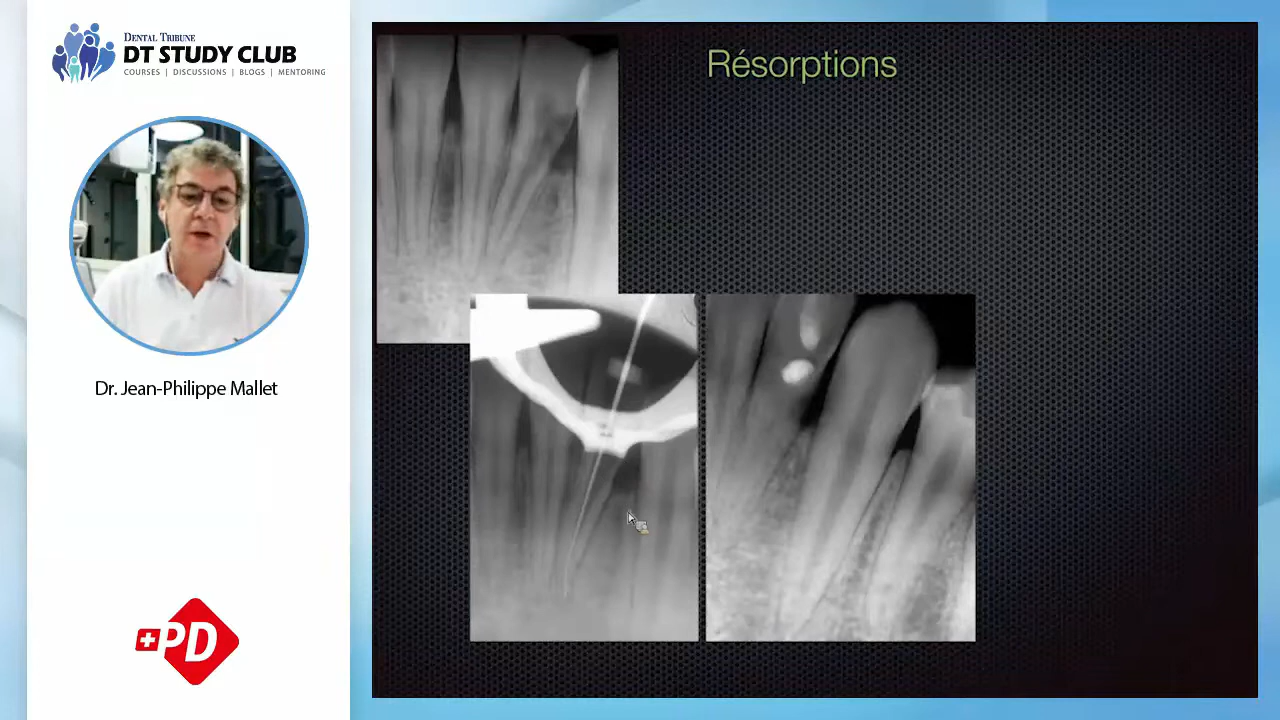 DENTAL TRIBUNE
DT STUDY CLUB
COURSES | DISCUSSIONS | BLOGS | MENTORING
Résorptions
Dr. Jean-Philippe Mallet
+PD